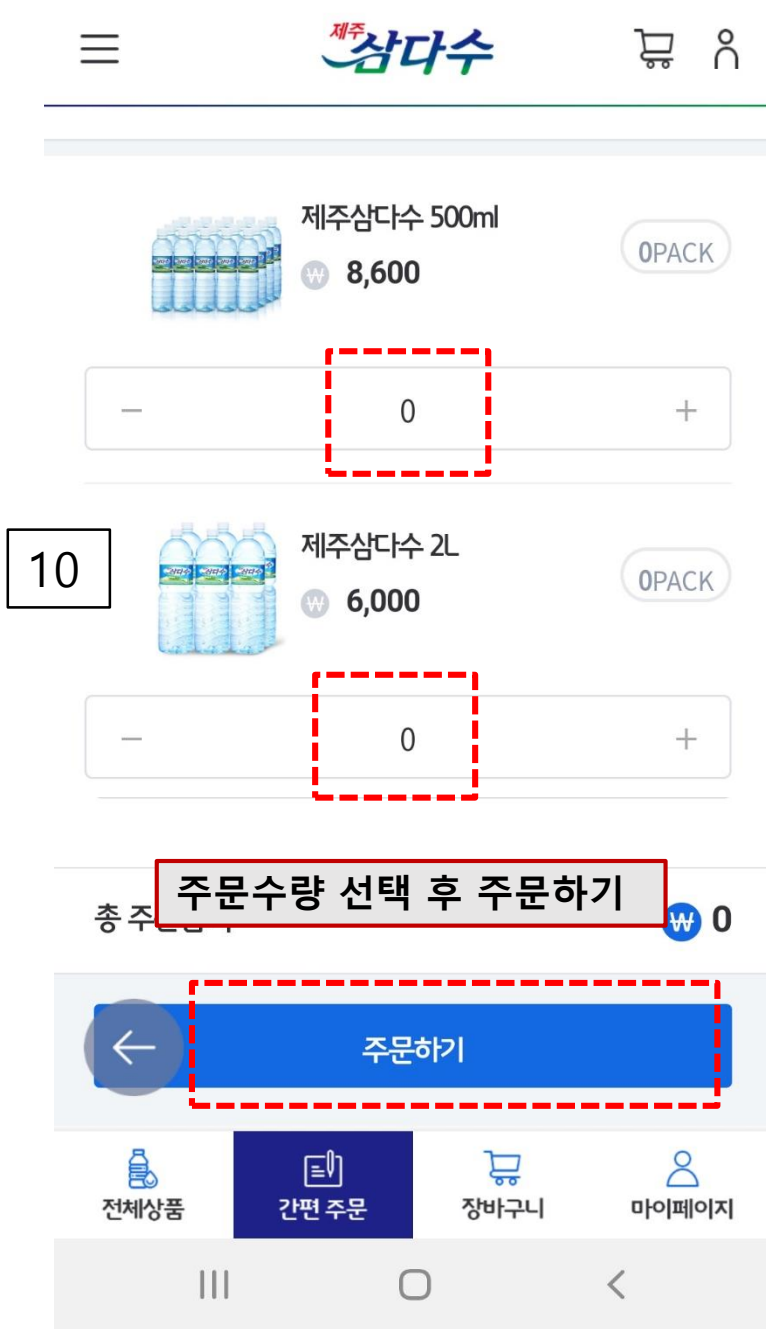 제주
삼다수
제주삼다수 500ml
₩ 8,600
0PACK
− 0 +
10
제주삼다수 2L
₩ 6,000
0PACK
− 0 +
주문수량 선택 후 주문하기
총 주
₩ 0
주문하기
전체상품
간편 주문
장바구니
마이페이지